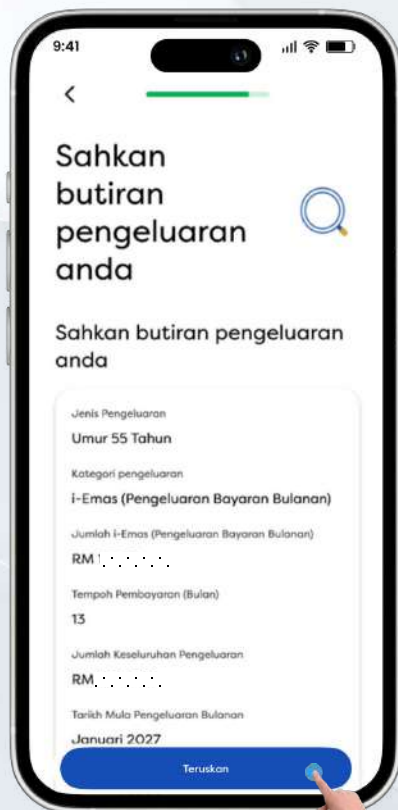 9:41
Sahkan
butiran
pengeluaran
anda
Sahkan butiran pengeluaran
anda
Jenis Pengeluaran
Umur 55 Tahun
Kategori pengeluaran
i-Emas (Pengeluaran Bayaran Bulanan)
Jumlah i-Emas (Pengeluaran Bayaran Bulanan)
RM
Tempoh Pembayaran (Bulan)
13
Jumlah Keseluruhan Pengeluaran
RM
Tarikh Mula Pengeluaran Bulanan
Januari 2027
Teruskan